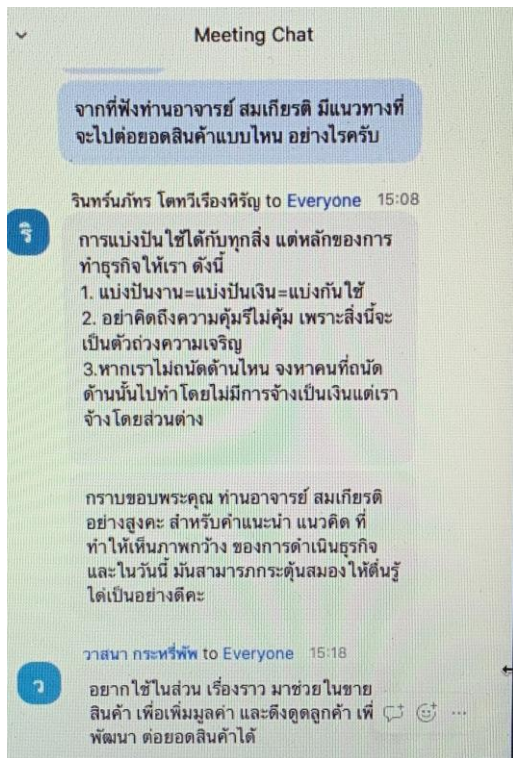 Meeting Chat
จากที่ฟังท่านอาจารย์ สมเกียรติ มีแนวทางที่
จะไปต่อยอดสินค้าแบบไหน อย่างไรครับ
รินทร์นภัทร โตทวีเรืองหิรัญ to Everyone 15:08
ริ
การแบ่งปันใช้ได้กับทุกสิ่ง แต่หลักของการ
ทำธุรกิจให้เรา ดังนี้
1. แบ่งปันงาน=แบ่งปันเงิน=แบ่งกันใช้
2. อย่าคิดถึงความคุ้มรึไม่คุ้ม เพราะสิ่งนี้จะ
เป็นตัวถ่วงความเจริญ
3.หากเราไม่ถนัดด้านไหน จงหาคนที่ถนัด
ด้านนั้นไปทำโดยไม่มีการจ้างเป็นเงินแต่เรา
จ้างโดยส่วนต่าง
กราบขอบพระคุณ ท่านอาจารย์ สมเกียรติ
อย่างสูงคะ สำหรับคำแนะนำ แนวคิด ที่
ทำให้เห็นภาพกว้าง ของการดำเนินธุรกิจ
และในวันนี้ มันสามารภกระตุ้นสมองให้ตื่นรู้
ได้เป็นอย่างดีคะ
วาสนา กระหรี่พัพ to Everyone 15:18
ว
อยากใช้ในส่วน เรื่องราว มาช่วยในขาย
สินค้า เพื่อเพิ่มมูลค่า และดึงดูดลูกค้า เพื่
พัฒนา ต่อยอดสินค้าได้